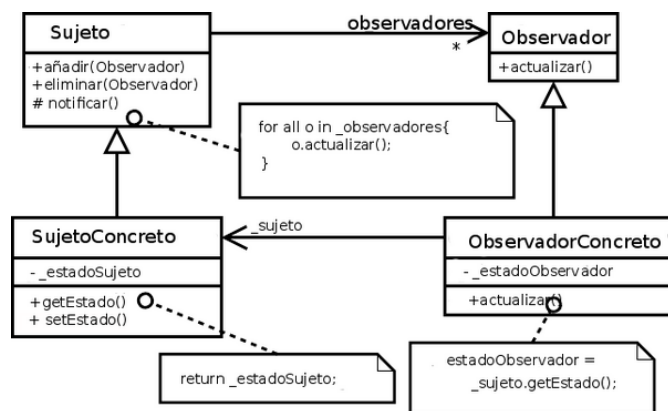 Sujeto
+añadir(Observador)
+eliminar(Observador)
# notificar()
observadores
*
Observador
+actualizar()
for all o in _observadores{
o.actualizar();
}
SujetoConcreto
- _estadoSujeto
+getEstado()
+ setEstado()
_sujeto
ObservadorConcreto
- _estadoObservador
+actualizar()
return _estadoSujeto;
estadoObservador =
_sujeto.getEstado();